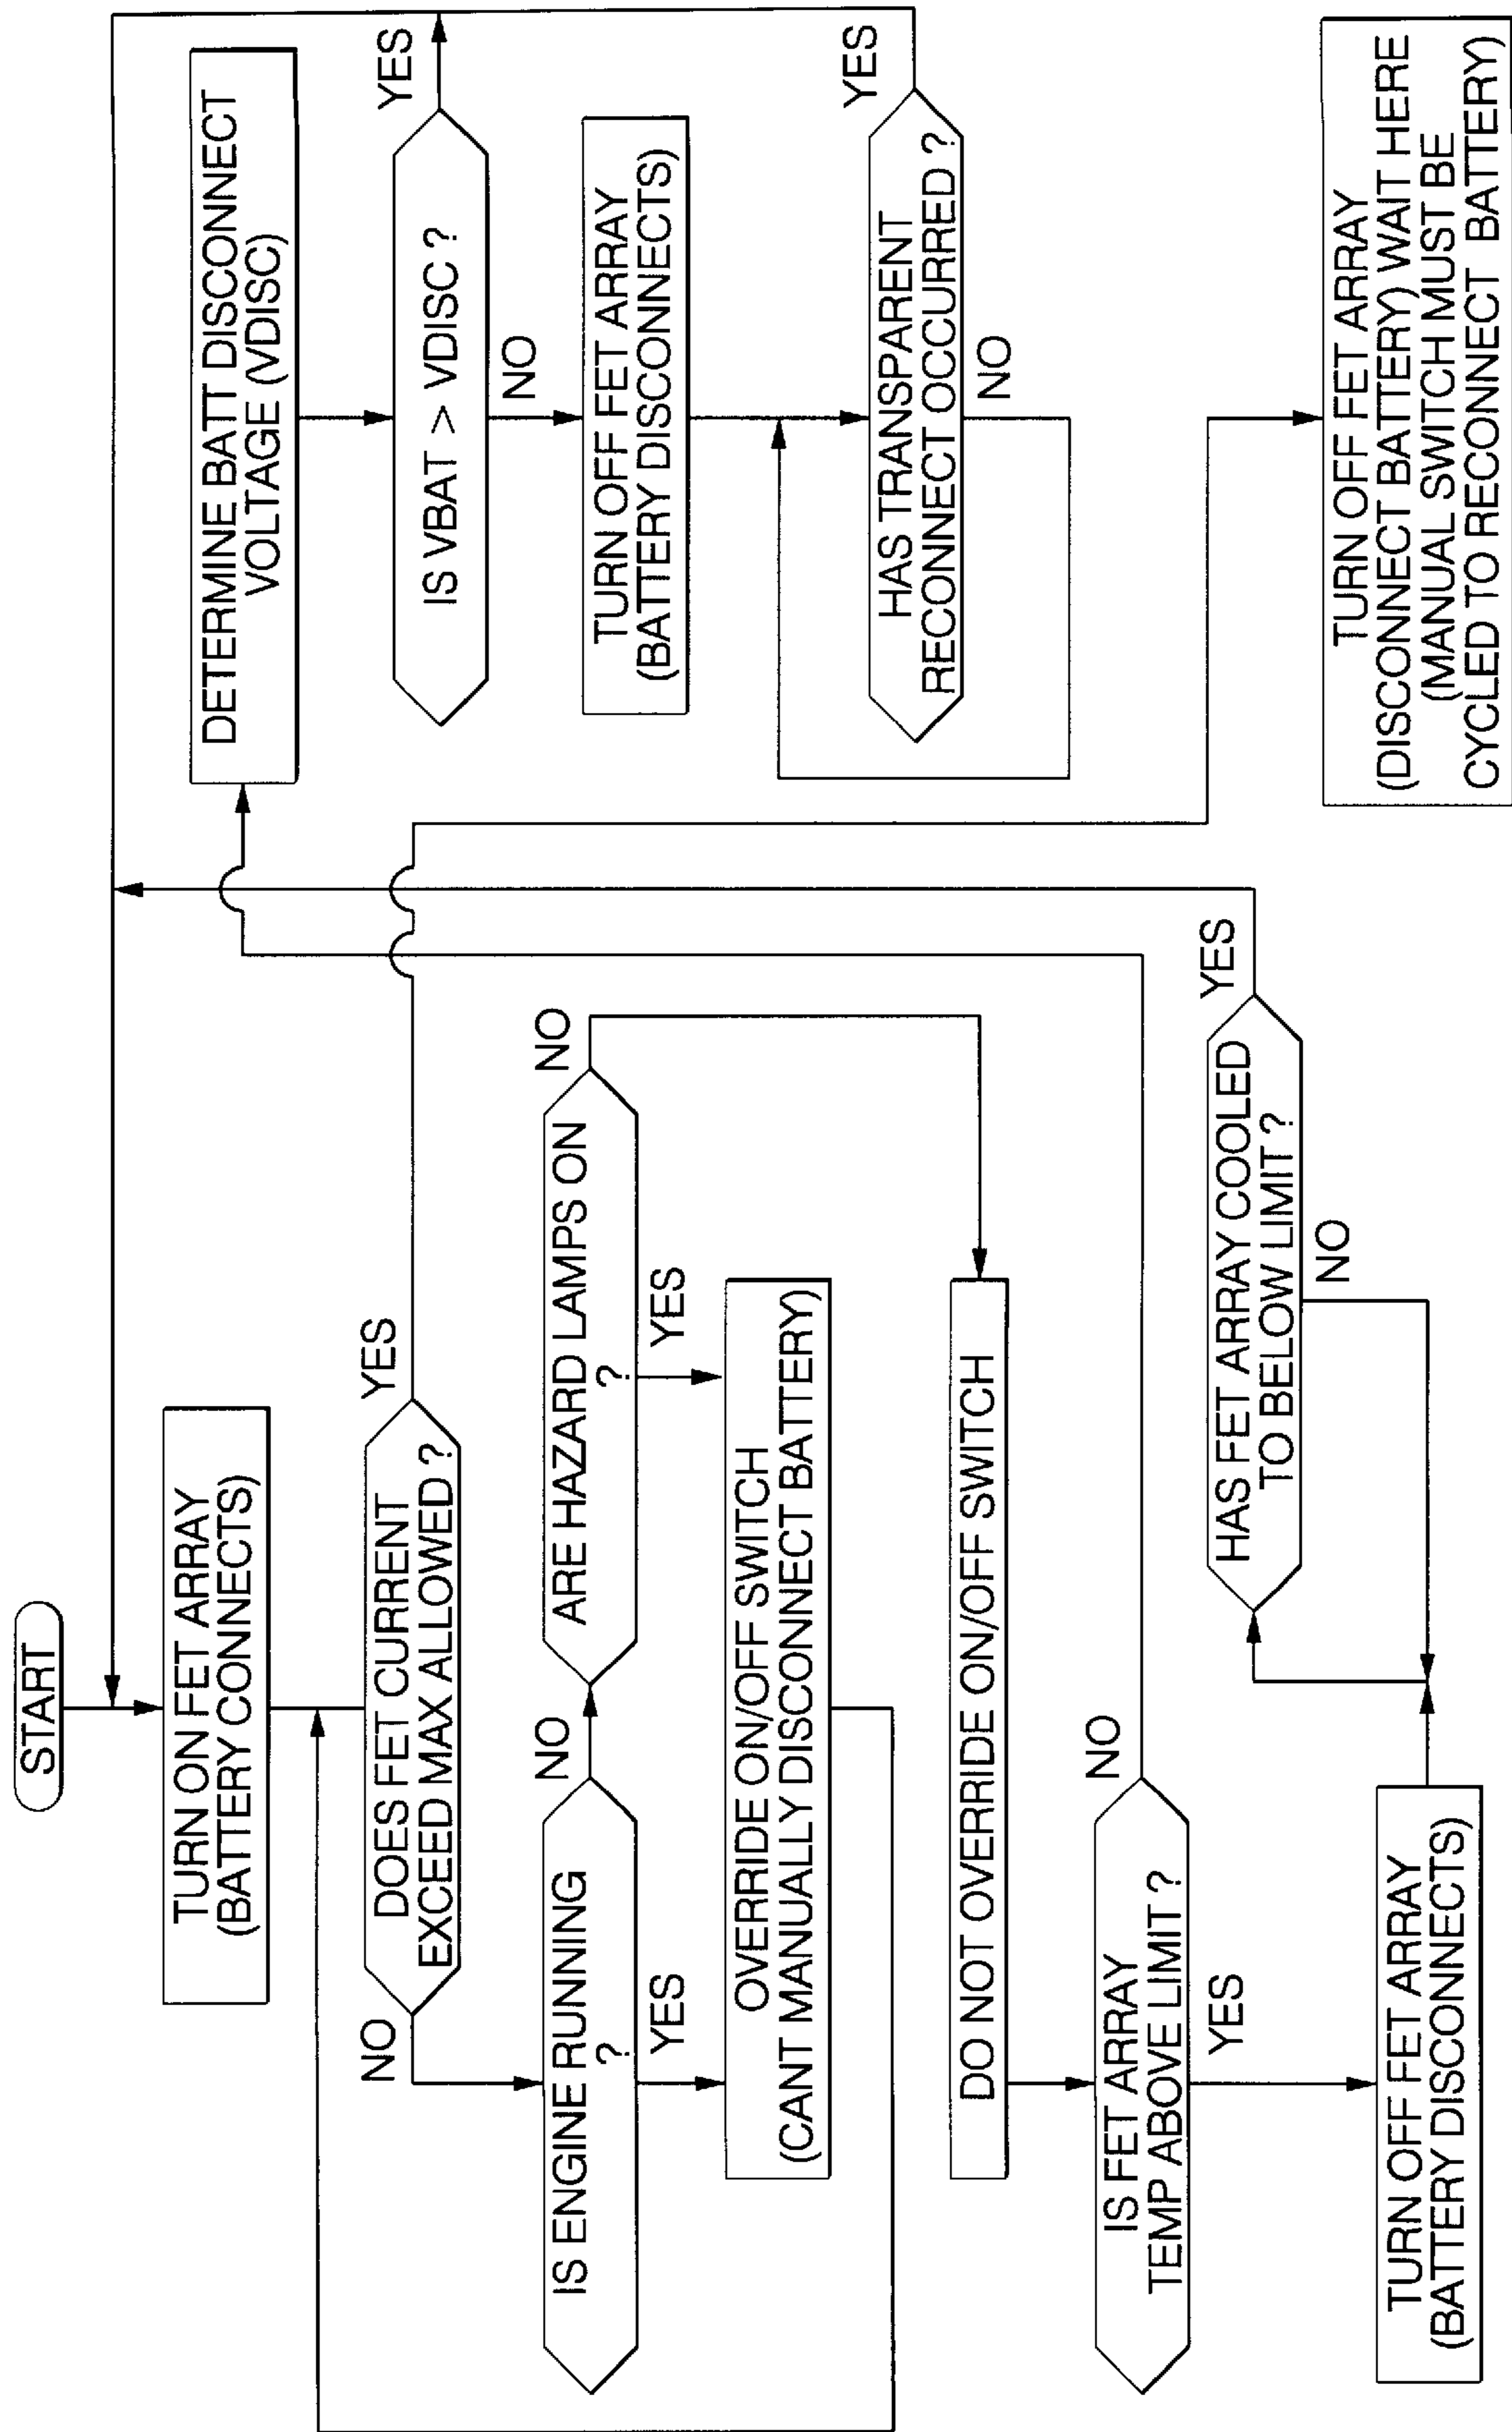 START
TURN ON FET ARRAY
(BATTERY CONNECTS)
DOES FET CURRENT
EXCEED MAX ALLOWED ?
YES
NO
IS ENGINE RUNNING
?
NO
YES
ARE HAZARD LAMPS ON
?
NO
YES
OVERRIDE ON/OFF SWITCH
(CANT MANUALLY DISCONNECT BATTERY)
DO NOT OVERRIDE ON/OFF SWITCH
IS FET ARRAY
TEMP ABOVE LIMIT ?
NO
YES
TURN OFF FET ARRAY
(BATTERY DISCONNECTS)
HAS FET ARRAY COOLED
TO BELOW LIMIT ?
YES
NO
DETERMINE BATT DISCONNECT
VOLTAGE (VDISC)
IS VBAT > VDISC ?
YES
NO
TURN OFF FET ARRAY
(BATTERY DISCONNECTS)
HAS TRANSPARENT
RECONNECT OCCURRED ?
YES
NO
TURN OFF FET ARRAY
(DISCONNECT BATTERY) WAIT HERE
(MANUAL SWITCH MUST BE
CYCLED TO RECONNECT BATTERY)